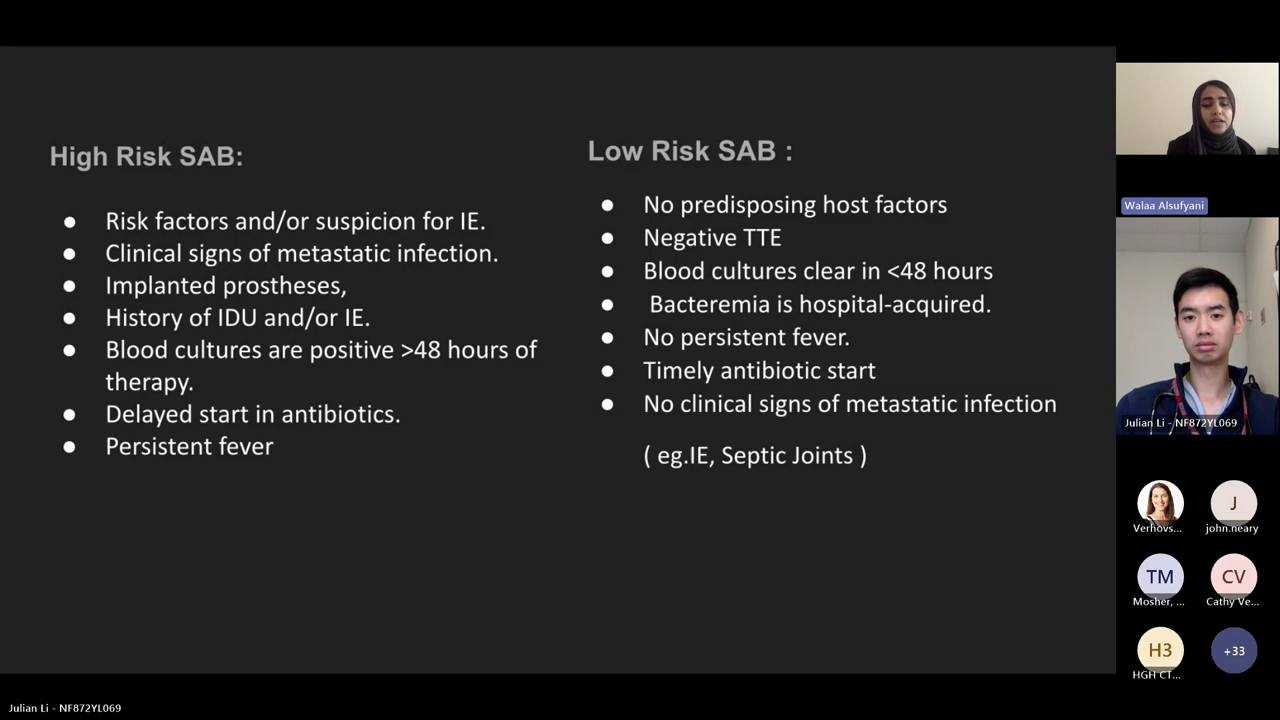 High Risk SAB:
● Risk factors and/or suspicion for IE.
● Clinical signs of metastatic infection.
● Implanted prostheses,
● History of IDU and/or IE.
● Blood cultures are positive >48 hours of
therapy.
● Delayed start in antibiotics.
● Persistent fever
Low Risk SAB :
● No predisposing host factors
● Negative TTE
● Blood cultures clear in <48 hours
● Bacteremia is hospital-acquired.
● No persistent fever.
● Timely antibiotic start
● No clinical signs of metastatic infection
( eg.IE, Septic Joints )
Walaa Alsufyani
Julian Li - NF872YL069
Verhovs...
J
john.neary
TM
Mosher, ...
CV
Cathy Ve...
H3
HGH CT...
+33
Julian Li - NF872YL069